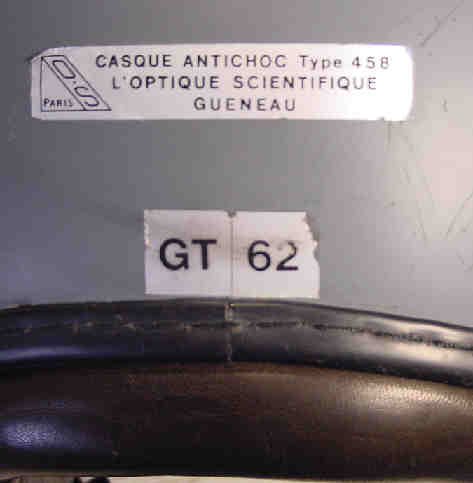 O.S
PARIS
CASQUE ANTICHOC Type 458
L'OPTIQUE SCIENTIFIQUE
GUENEAU
GT 62